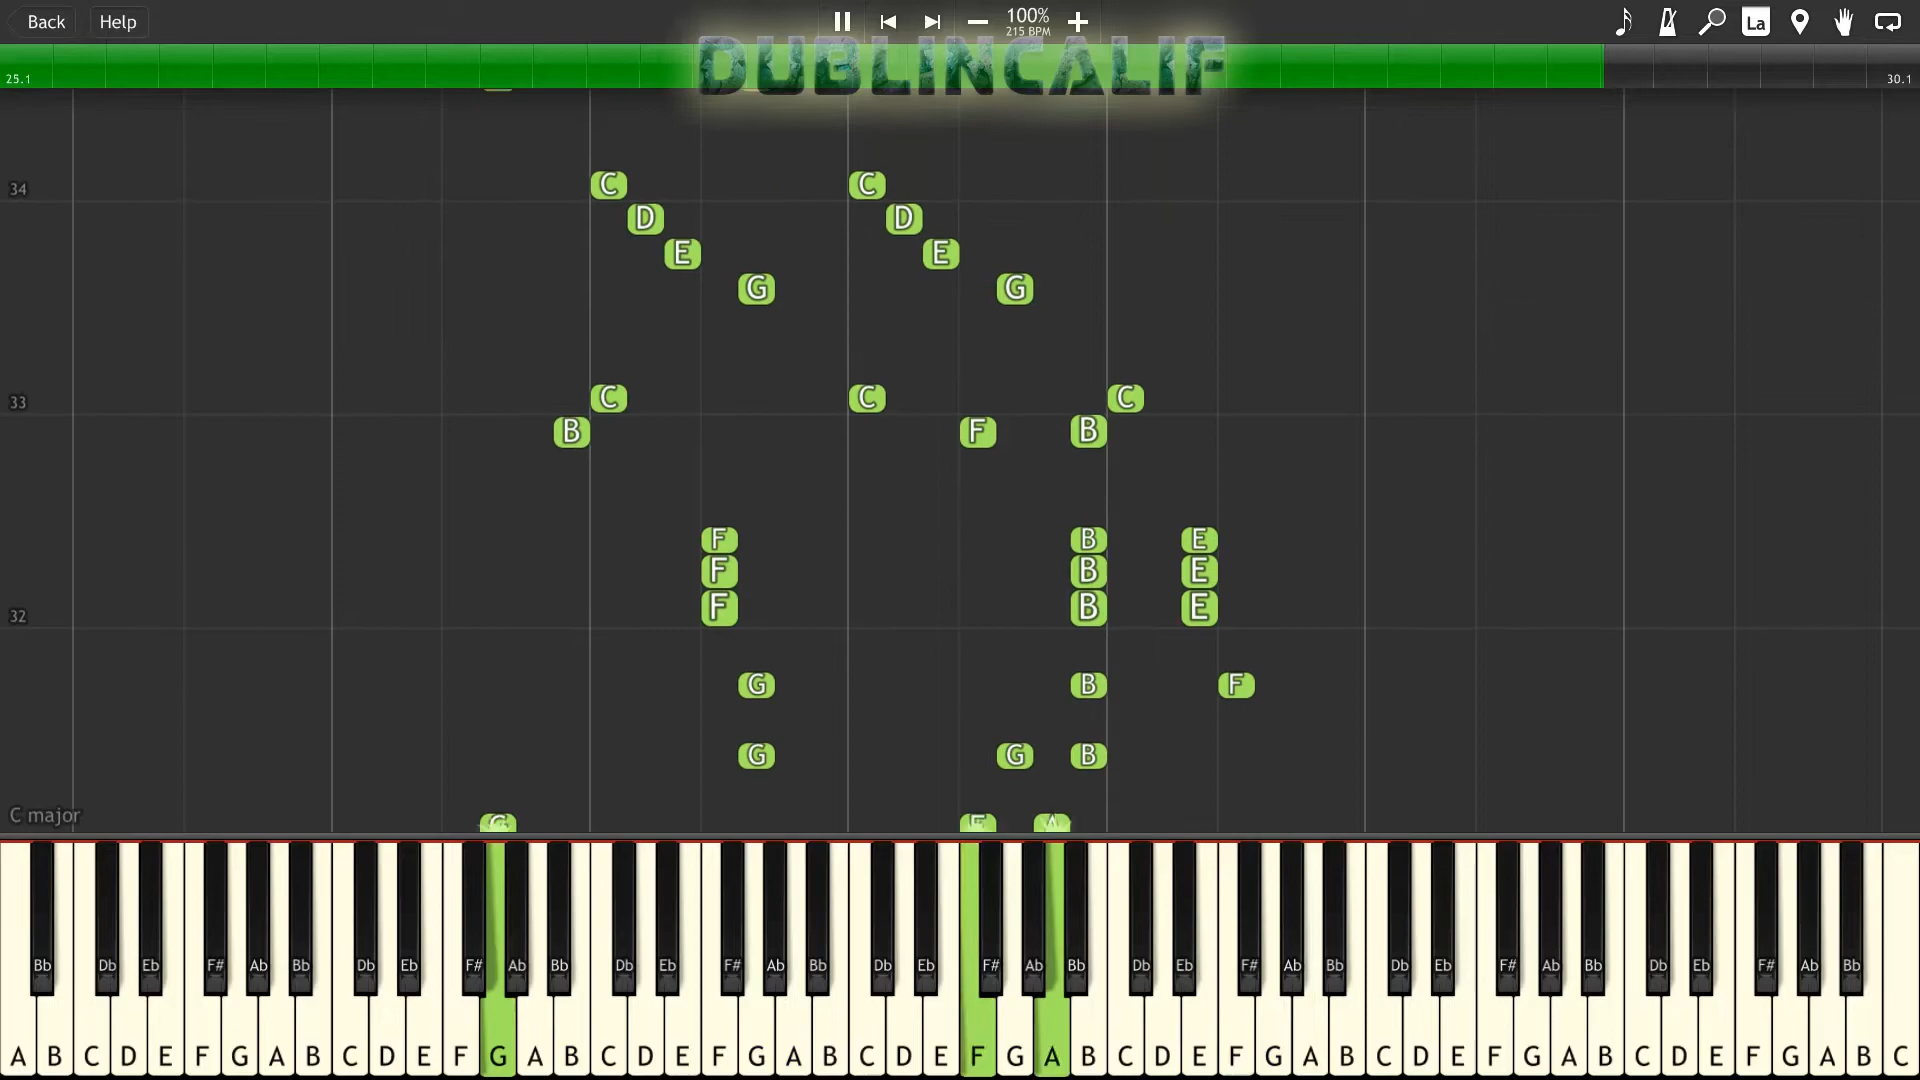 Back Help 100%
215 BPM La
DUBLINCALIF
25.1 30.1
34 C C
D D
E E
G G
33 C C C
B F B
F B E
F B E
32 F B E
G B F
G G B
C major G F A
Bb Db Eb F# Ab Bb Db Eb F# Ab Bb Db Eb F# Ab Bb Db Eb F# Ab Bb Db Eb F# Ab Bb Db Eb F# Ab Bb Db Eb F# Ab Bb
A B C D E F G A B C D E F G A B C D E F G A B C D E F G A B C D E F G A B C D E F G A B C D E F G A B C